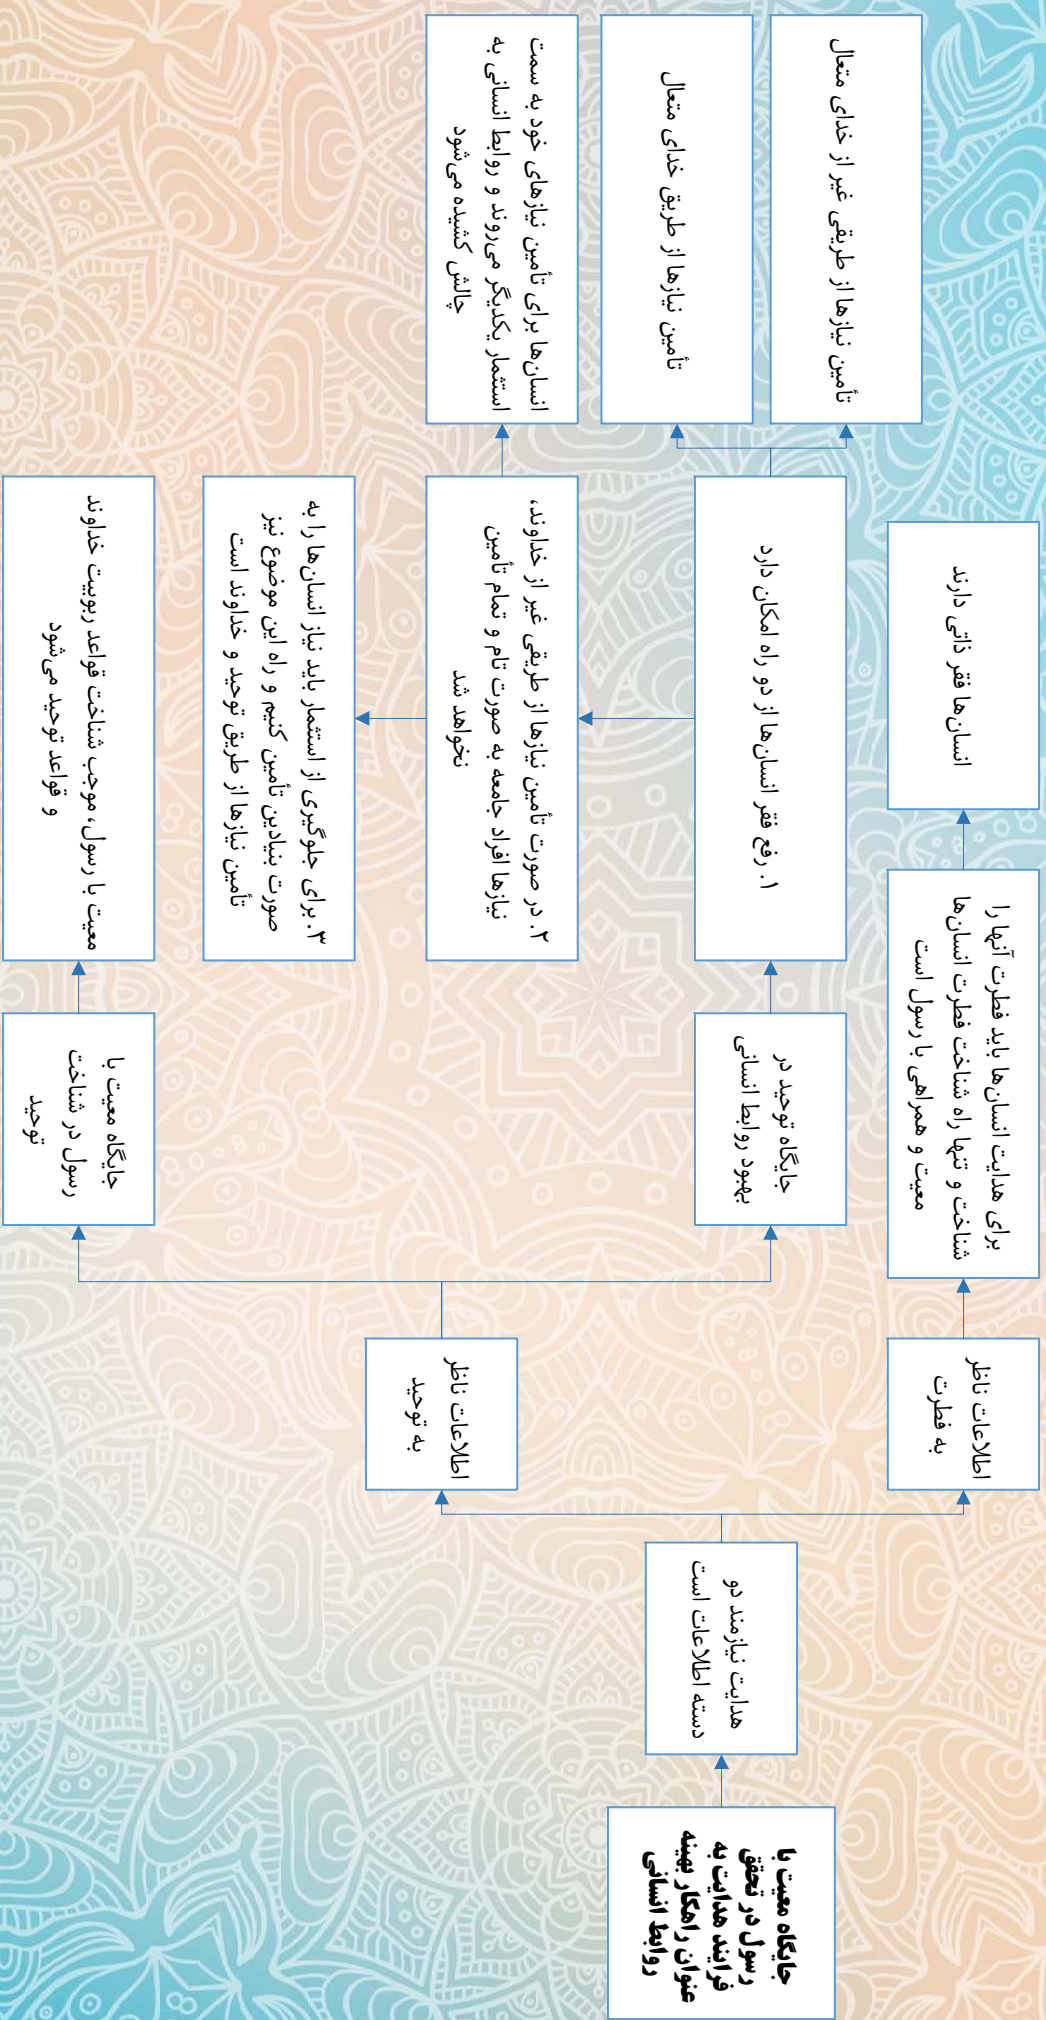 جایگاه معیت با
رسول در تحقق
فرایند هدایت به
عنوان راهکار بهینه
روابط انسانی
هدایت نیازمند دو
دسته اطلاعات است
اطلاعات ناظر
به فطرت
برای هدایت انسان‌ها باید فطرت آنها را
شناخت و تنها راه شناخت فطرت انسان‌ها
معیت و همراهی با رسول است
انسان‌ها فقر ذاتی دارند
اطلاعات ناظر
به توحید
جایگاه توحید در
بهبود روابط انسانی
۱. رفع فقر انسان‌ها از دو راه امکان دارد
تأمین نیازها از طریقی غیر از خدای متعال
تأمین نیازها از طریق خدای متعال
۲. در صورت تأمین نیازها از طریقی غیر از خداوند،
نیازها افراد جامعه به صورت تام و تمام تأمین
نخواهد شد
انسان‌ها برای تأمین نیازهای خود به سمت
استثمار یکدیگر می‌روند و روابط انسانی به
چالش کشیده می‌شود
۳. برای جلوگیری از استثمار باید نیاز انسان‌ها را به
صورت بنیادین تأمین کنیم و راه این موضوع نیز
تأمین نیازها از طریق توحید و خداوند است
جایگاه معیت با
رسول در شناخت
توحید
معیت با رسول، موجب شناخت قواعد ربوبیت خداوند
و قواعد توحید می‌شود